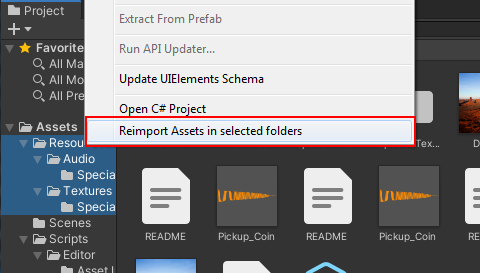 Project
Extract From Prefab
Run API Updater...
Update UIElements Schema
Open C# Project
Reimport Assets in selected folders
Favorite
All Ma
All Mo
All Pre
Assets
Resou
Audio
Specia
Textures
Specia
Scenes
Scripts
Editor
Asset I
README
Pickup_Coin
README
Pickup_Coin